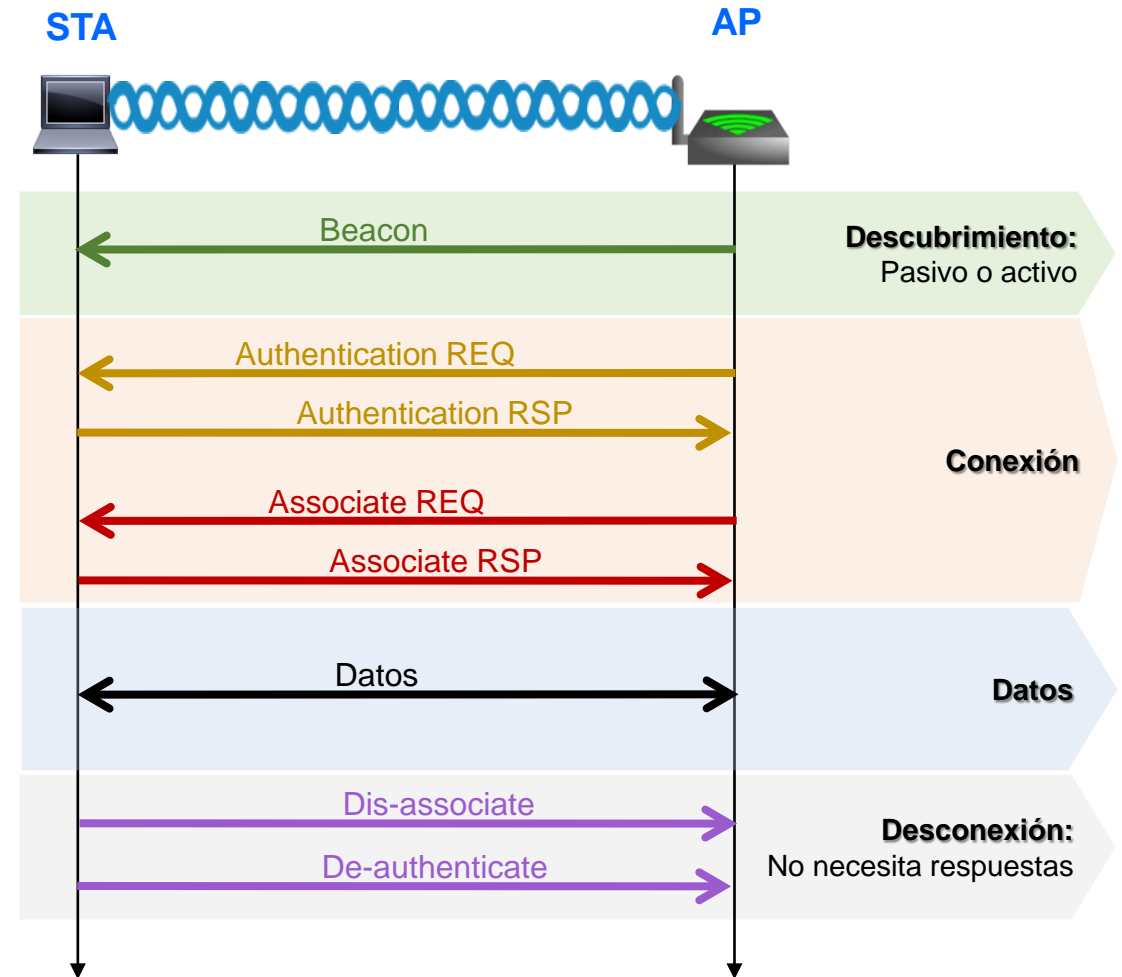 STA
AP
Beacon
Descubrimiento:
Pasivo o activo
Authentication REQ
Authentication RSP
Conexión
Associate REQ
Associate RSP
Datos
Datos
Dis-associate
Desconexión:
De-authenticate
No necesita respuestas